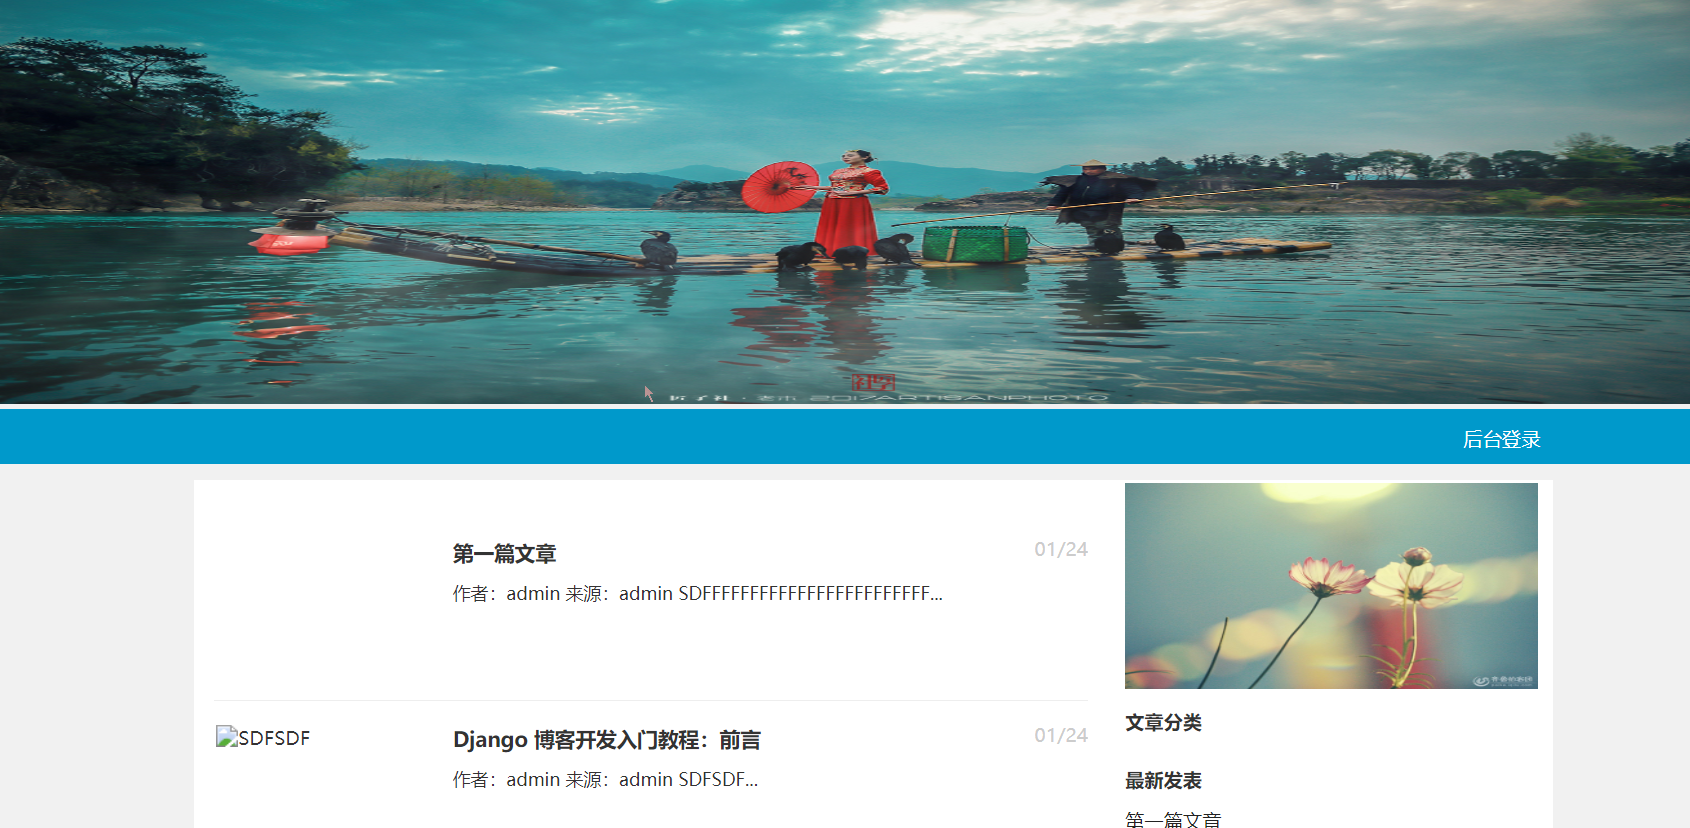 2017ARTISANPHOTO
后台登录
第一篇文章
01/24
作者：admin 来源：admin SDFFFFFFFFFFFFFFFFFFFFFFFF...
SDFSDF
Django 博客开发入门教程：前言
01/24
作者：admin 来源：admin SDFSDF...
文章分类
最新发表
第一篇文章